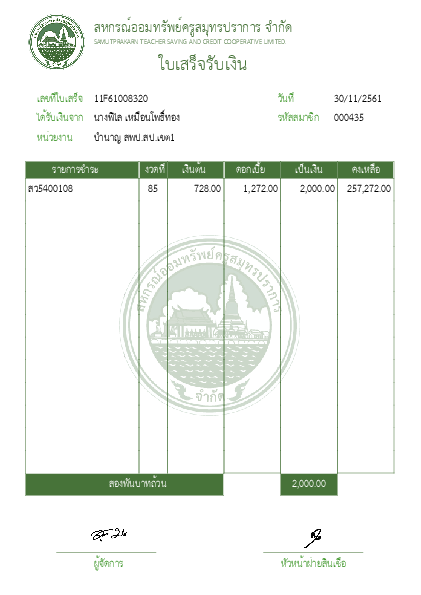 สหกรณ์ออมทรัพย์ครูสมุทรปราการ จำกัด
SAMUTPRAKARN TEACHER SAVING AND CREDIT COOPERATIVE LIMITED.
ใบเสร็จรับเงิน
เลขที่ใบเสร็จ 11F61008320 วันที่ 30/11/2561
ได้รับเงินจาก นางพิไล เหมือนโพธิ์ทอง รหัสสมาชิก 000435
หน่วยงาน บำนาญ สพป.สป.เขต1
รายการชำระ งวดที่ เงินต้น ดอกเบี้ย เป็นเงิน คงเหลือ
สว5400108 85 728.00 1,272.00 2,000.00 257,272.00
สหกรณ์ออมทรัพย์ครูสมุทรปราการ
จำกัด
สองพันบาทถ้วน 2,000.00
ผู้จัดการ หัวหน้าฝ่ายสินเชื่อ